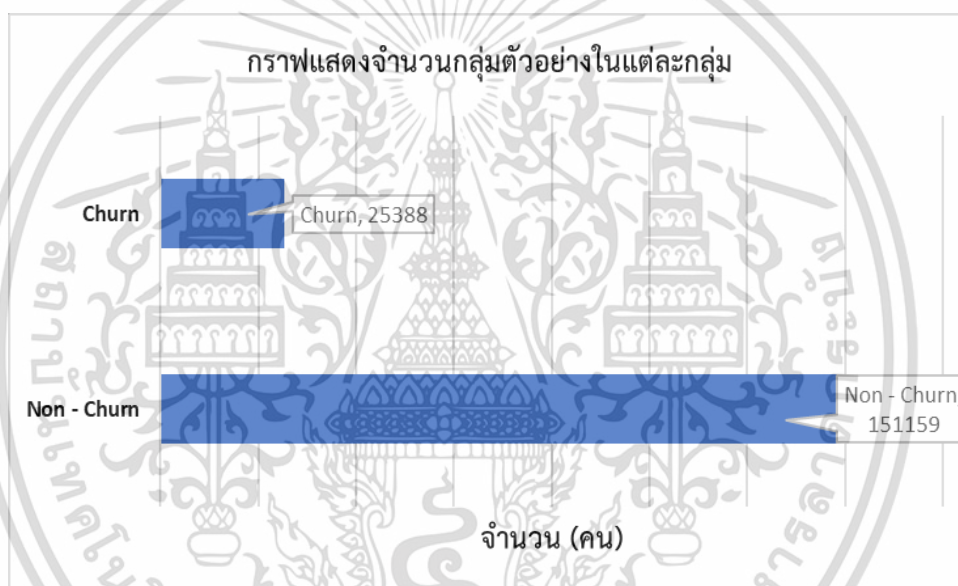 กราฟแสดงจำนวนกลุ่มตัวอย่างในแต่ละกลุ่ม
Churn
Churn, 25388
Non - Churn
Non - Churn
151159
จำนวน (คน)